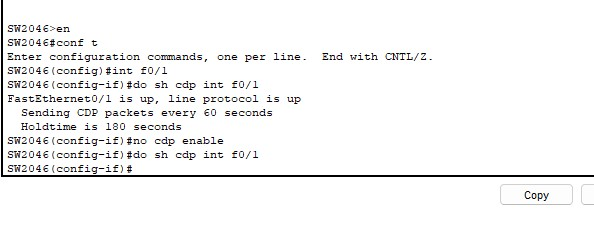 SW2046>en
SW2046#conf t
Enter configuration commands, one per line.  End with CNTL/Z.
SW2046(config)#int f0/1
SW2046(config-if)#do sh cdp int f0/1
FastEthernet0/1 is up, line protocol is up
  Sending CDP packets every 60 seconds
  Holdtime is 180 seconds
SW2046(config-if)#no cdp enable
SW2046(config-if)#do sh cdp int f0/1
SW2046(config-if)#
Copy